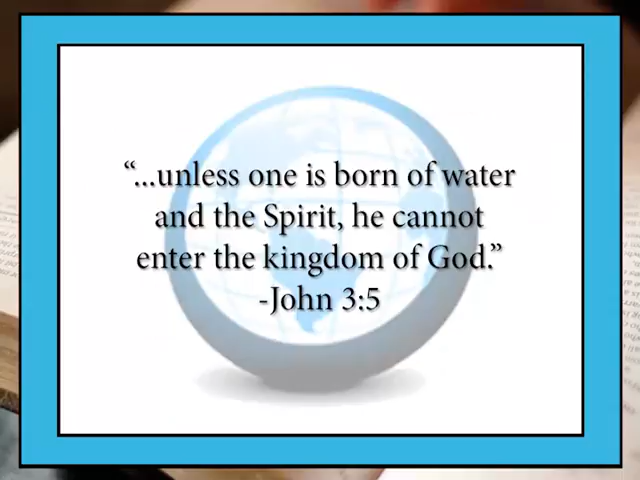 “...unless one is born of water
and the Spirit, he cannot
enter the kingdom of God.”
-John 3:5